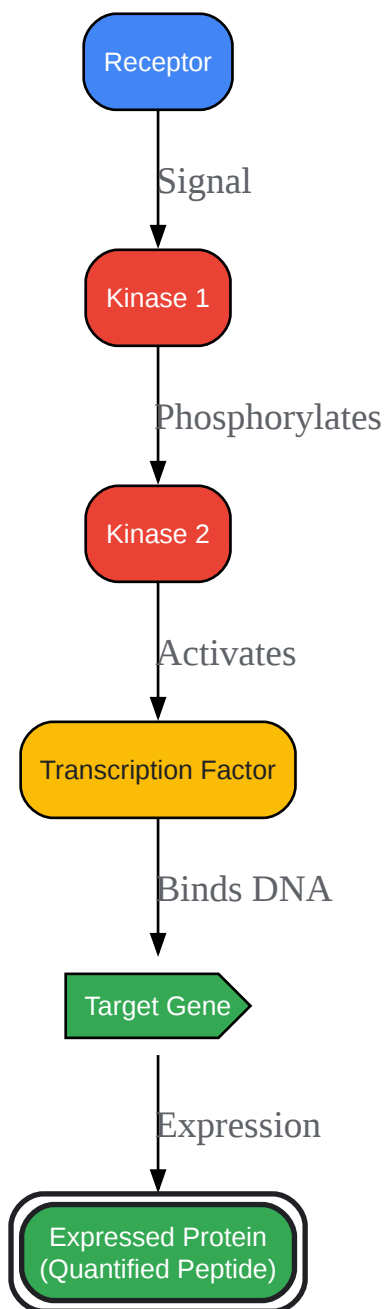 Receptor
Signal
Kinase 1
Phosphorylates
Kinase 2
Activates
Transcription Factor
Binds DNA
Target Gene
Expression
Expressed Protein
(Quantified Peptide)